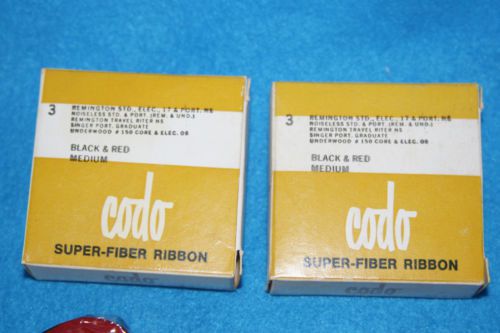 3
REMINGTON STD., ELEC., 17 & PORT. NS
NOISELESS STD. & PORT. (REM. & UND.)
REMINGTON TRAVEL RITER NS
SINGER PORT. GRADUATE
UNDERWOOD # 150 CORE & ELEC. 08
BLACK & RED
MEDIUM
codo
SUPER-FIBER RIBBON
codo
3
REMINGTON STD., ELEC., 17 & PORT. NS
NOISELESS STD. & PORT. (REM. & UND.)
REMINGTON TRAVEL RITER NS
SINGER PORT. GRADUATE
UNDERWOOD # 150 CORE & ELEC. 08
BLACK & RED
MEDIUM
codo
SUPER-FIBER RIBBON
codo